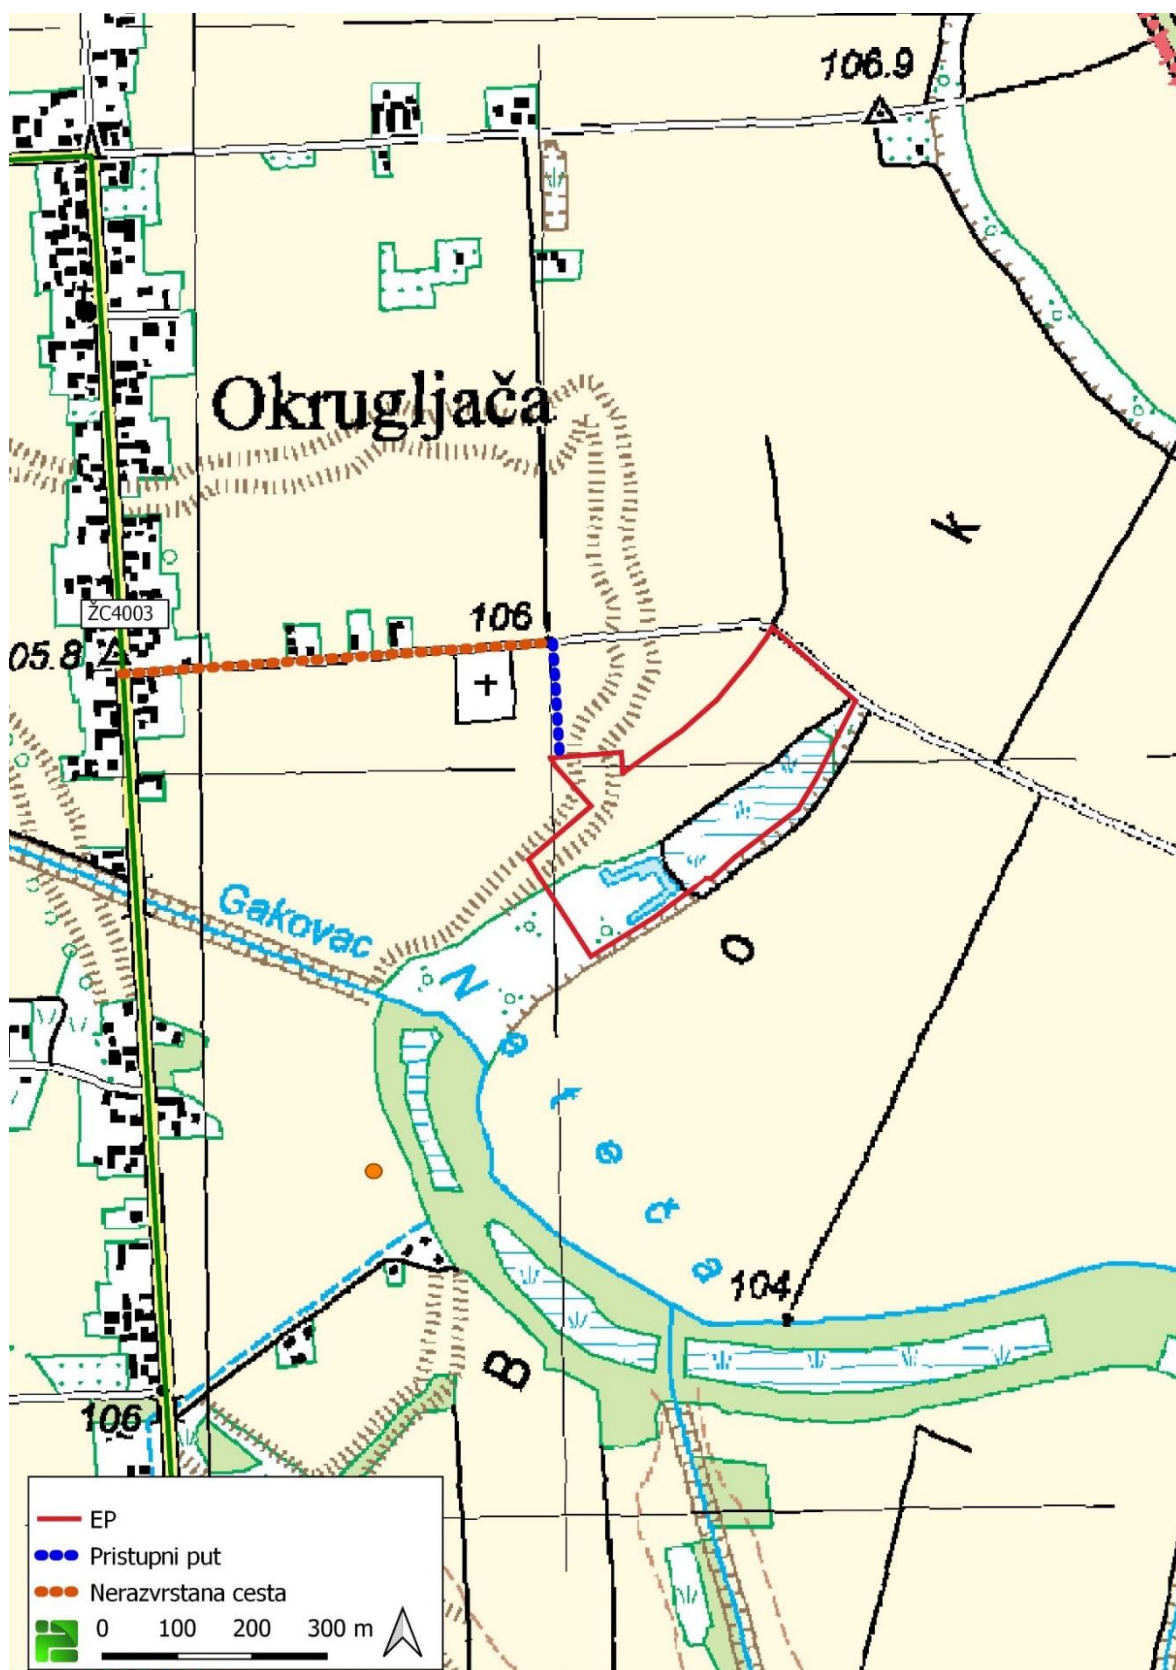 106.9
Okrugljača
k
ŽC4003
106
05.8
Gakovac
Neteča
o
104
B
106
l
EP
Pristupni put
Nerazvrstana cesta
0 100 200 300 m